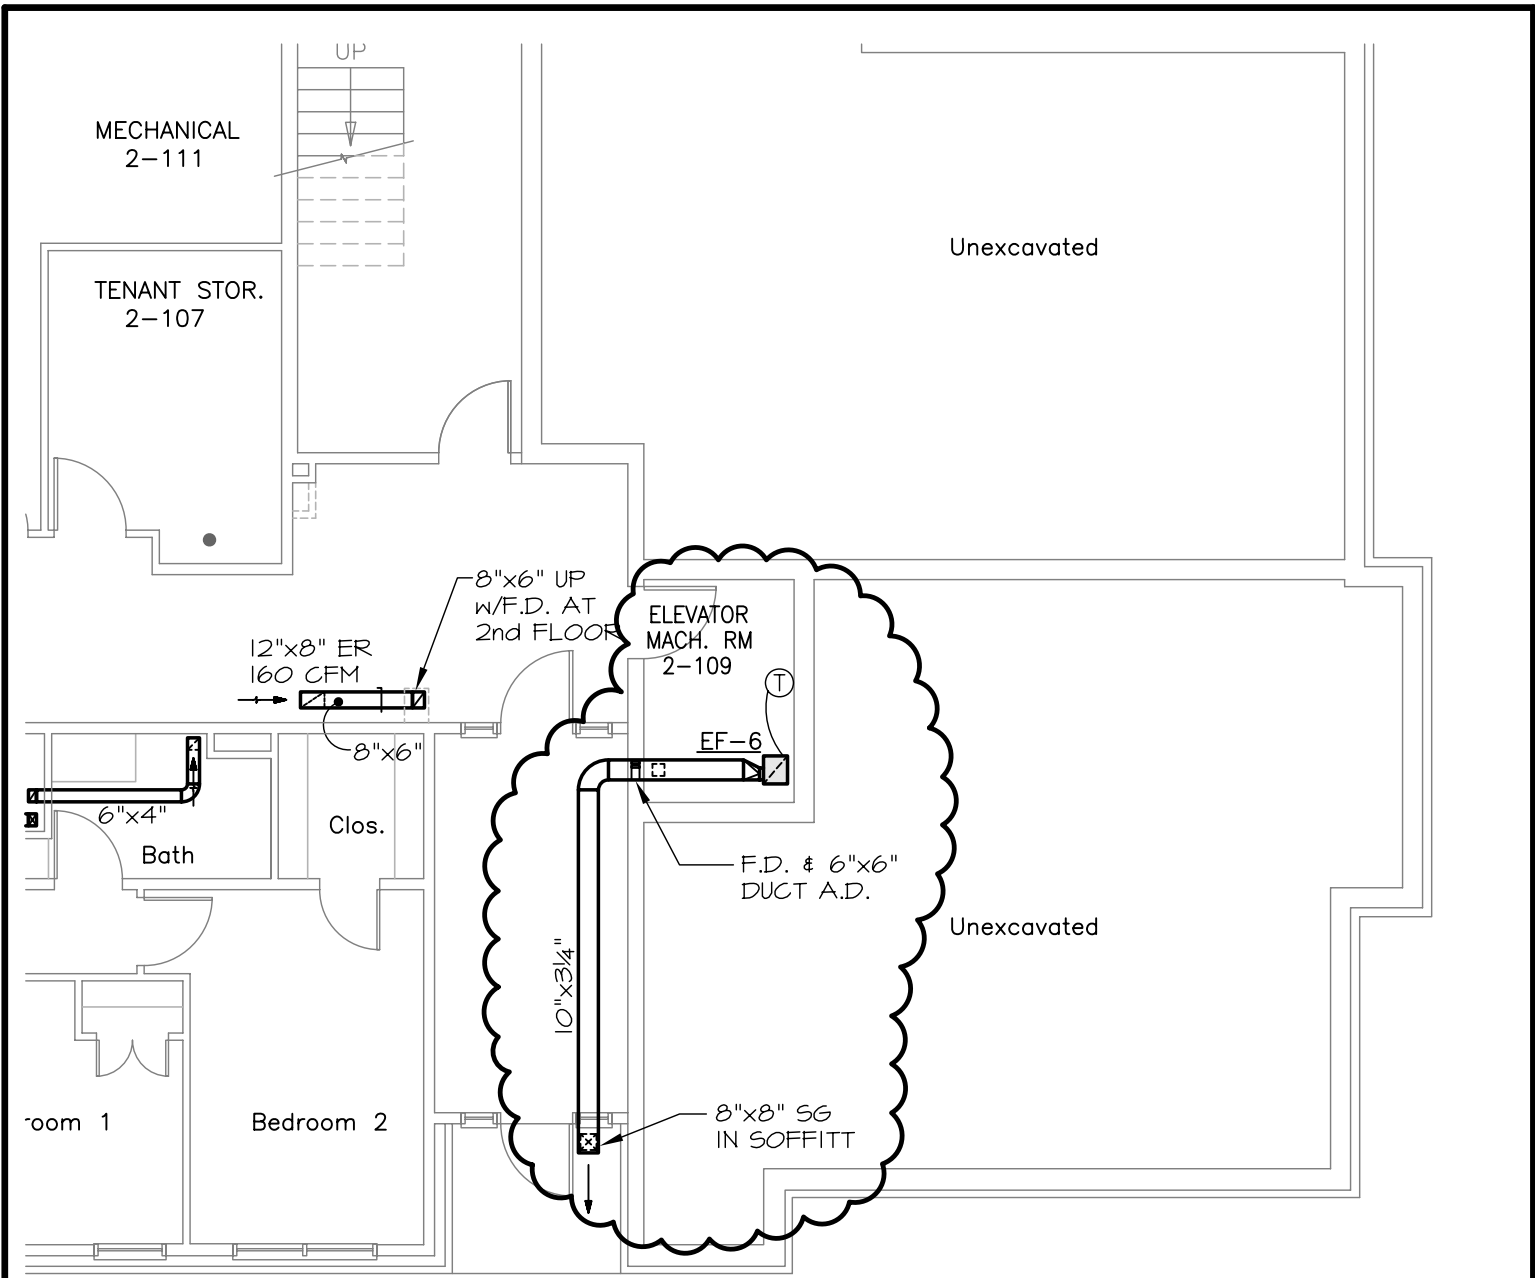 UP
MECHANICAL
2-111
Unexcavated
TENANT STOR.
2-107
8"x6" UP
w/F.D. AT
2nd FLOOR
ELEVATOR
MACH. RM
2-109
12"x8" ER
160 CFM
T
8"x6"
EF-6
6"x4"
Clos.
Bath
F.D. & 6"x6"
DUCT A.D.
Unexcavated
10"x3¼"
room 1
Bedroom 2
8"x8" SG
IN SOFFITT